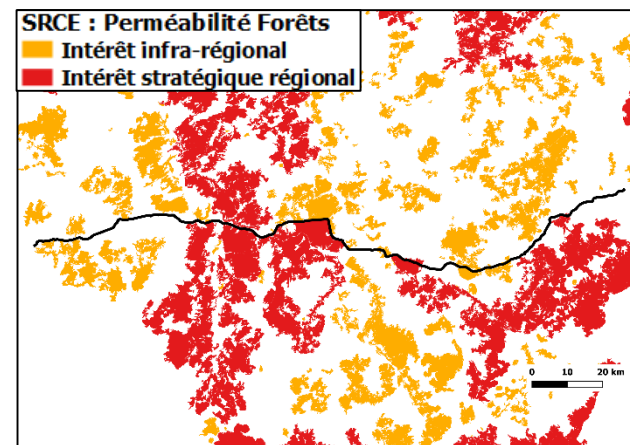 SRCE : Perméabilité Forêts
Intérêt infra-régional
Intérêt stratégique régional
0 10 20 km